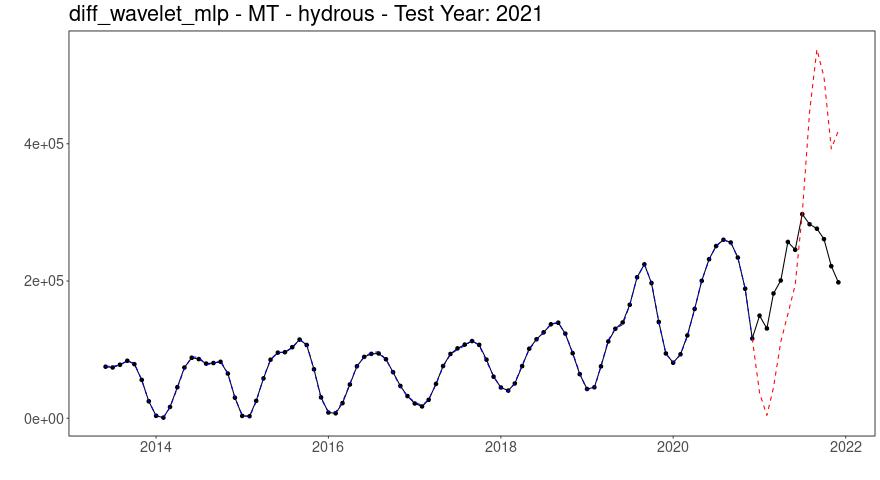 diff_wavelet_mlp - MT - hydrous - Test Year: 2021
4e+05
2e+05
0e+00
2014 2016 2018 2020 2022